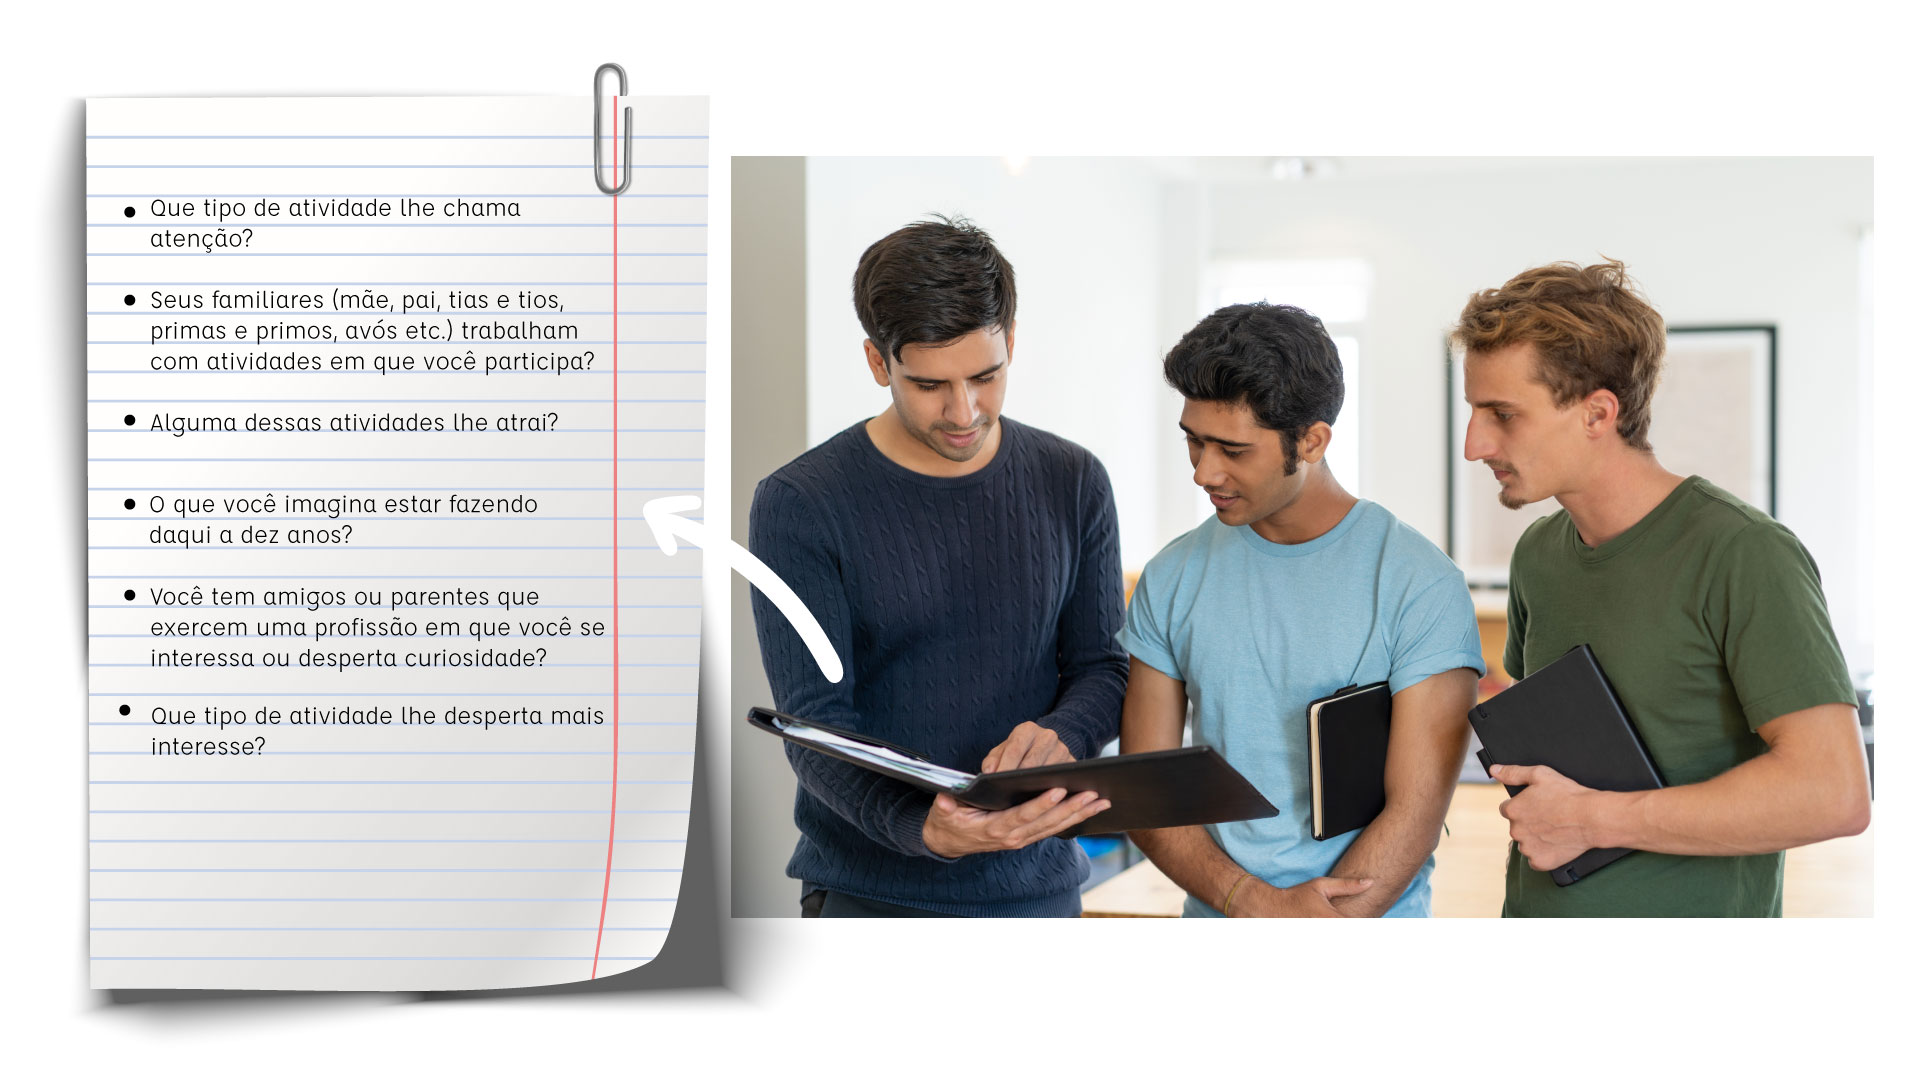 • Que tipo de atividade lhe chama
atenção?
• Seus familiares (mãe, pai, tias e tios,
primas e primos, avós etc.) trabalham
com atividades em que você participa?
• Alguma dessas atividades lhe atrai?
• O que você imagina estar fazendo
daqui a dez anos?
• Você tem amigos ou parentes que
exercem uma profissão em que você se
interessa ou desperta curiosidade?
• Que tipo de atividade lhe desperta mais
interesse?